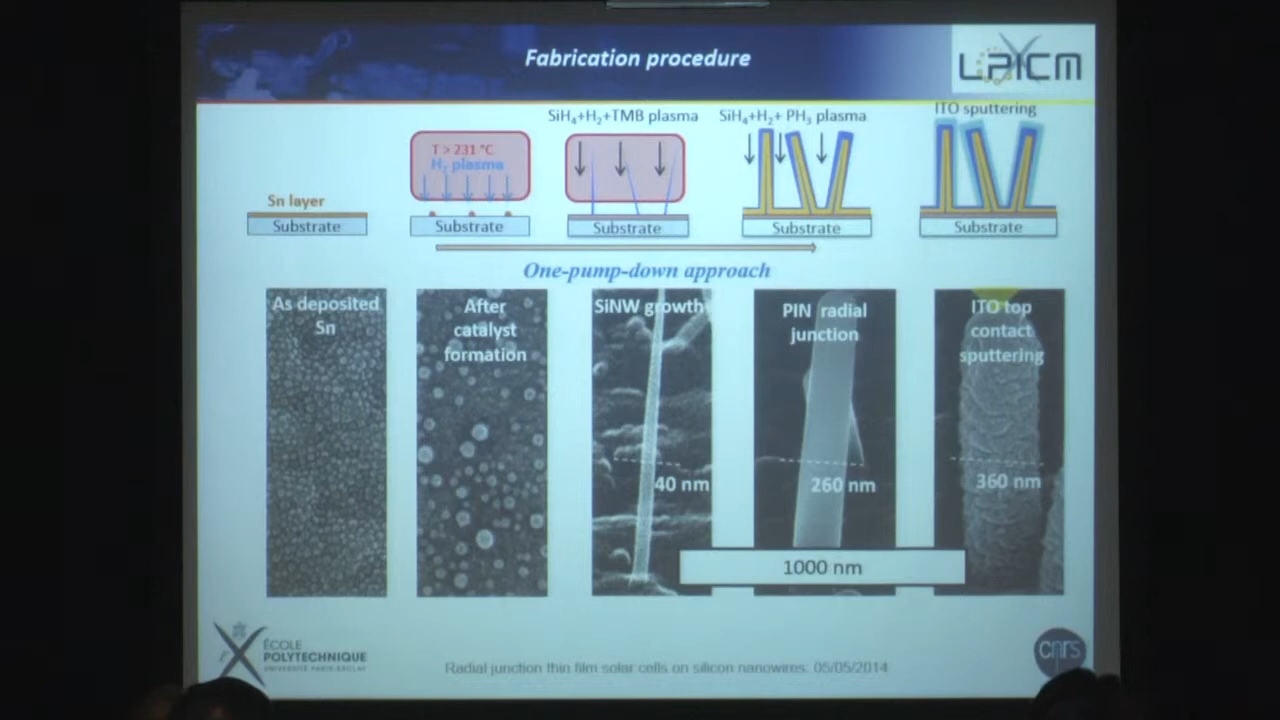 Fabrication procedure
LPICM
SiH₄+H₂+TMB plasma
SiH₄+H₂+ PH₃ plasma
ITO sputtering
T > 231 °C
H₂ plasma
Sn layer
Substrate
Substrate
Substrate
Substrate
Substrate
One-pump-down approach
As deposited
Sn
After
catalyst
formation
SiNW growth
PIN radial
junction
ITO top
contact
sputtering
40 nm
260 nm
360 nm
1000 nm
ÉCOLE
POLYTECHNIQUE
UNIVERSITÉ PARIS-SACLAY
Radial junction thin film solar cells on silicon nanowires. 05/05/2014
cnrs